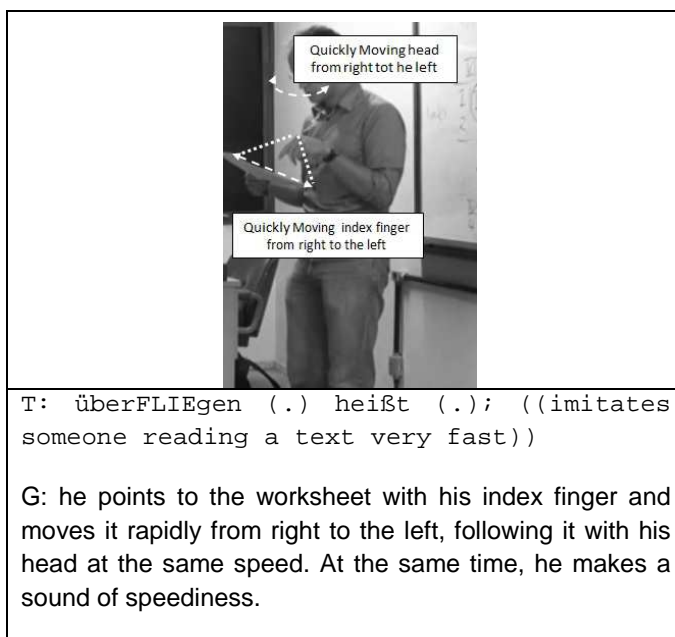 Quickly Moving head
from right tot he left
Quickly Moving index finger
from right to the left
T: überFLIEgen (.) heißt (.); ((imitates
someone reading a text very fast))
G: he points to the worksheet with his index finger and
moves it rapidly from right to the left, following it with his
head at the same speed. At the same time, he makes a
sound of speediness.